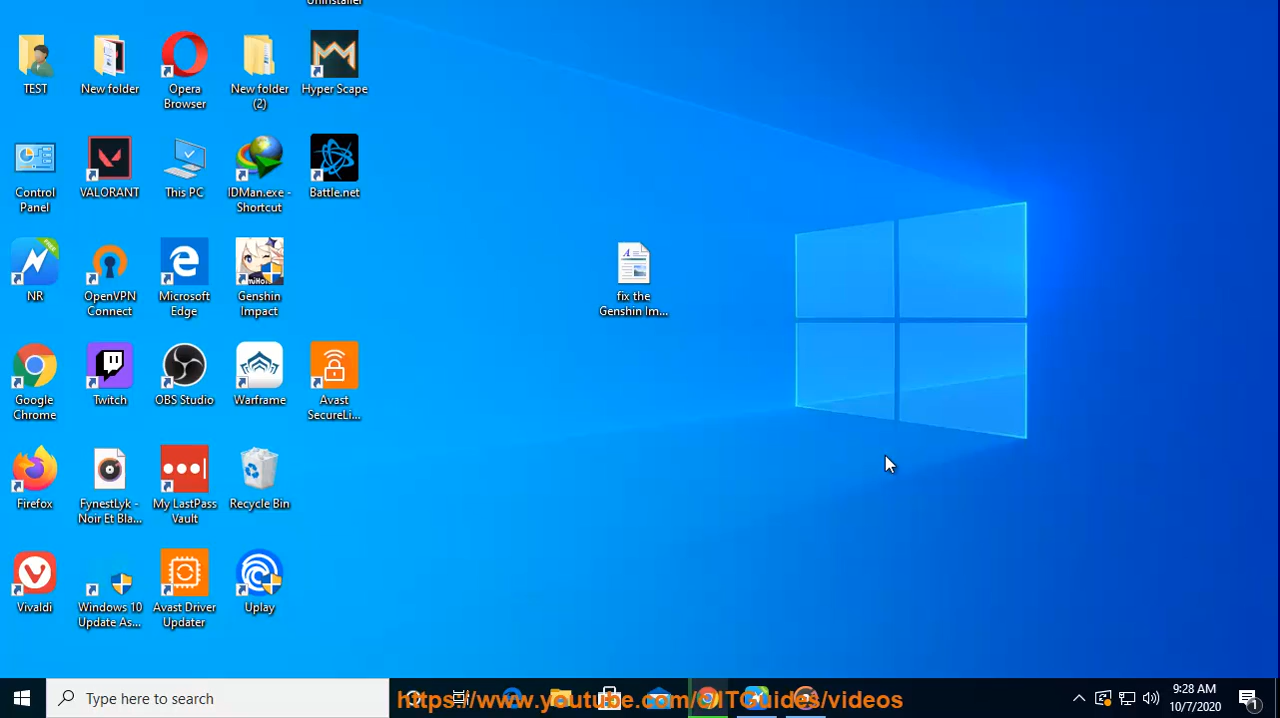 Uninstaller
TEST
New folder
Opera
Browser
New folder
(2)
Hyper Scape
Control
Panel
VALORANT
This PC
IDMan.exe -
Shortcut
Battle.net
NR
OpenVPN
Connect
Microsoft
Edge
Genshin
Impact
fix the
Genshin Im...
Google
Chrome
Twitch
OBS Studio
Warframe
Avast
SecureLi...
Firefox
FynestLyk -
Noir Et Bla...
My LastPass
Vault
Recycle Bin
Vivaldi
Windows 10
Update As...
Avast Driver
Updater
Uplay
Type here to search
https://www.youtube.com/c/ITGuides/videos
9:28 AM
10/7/2020
1